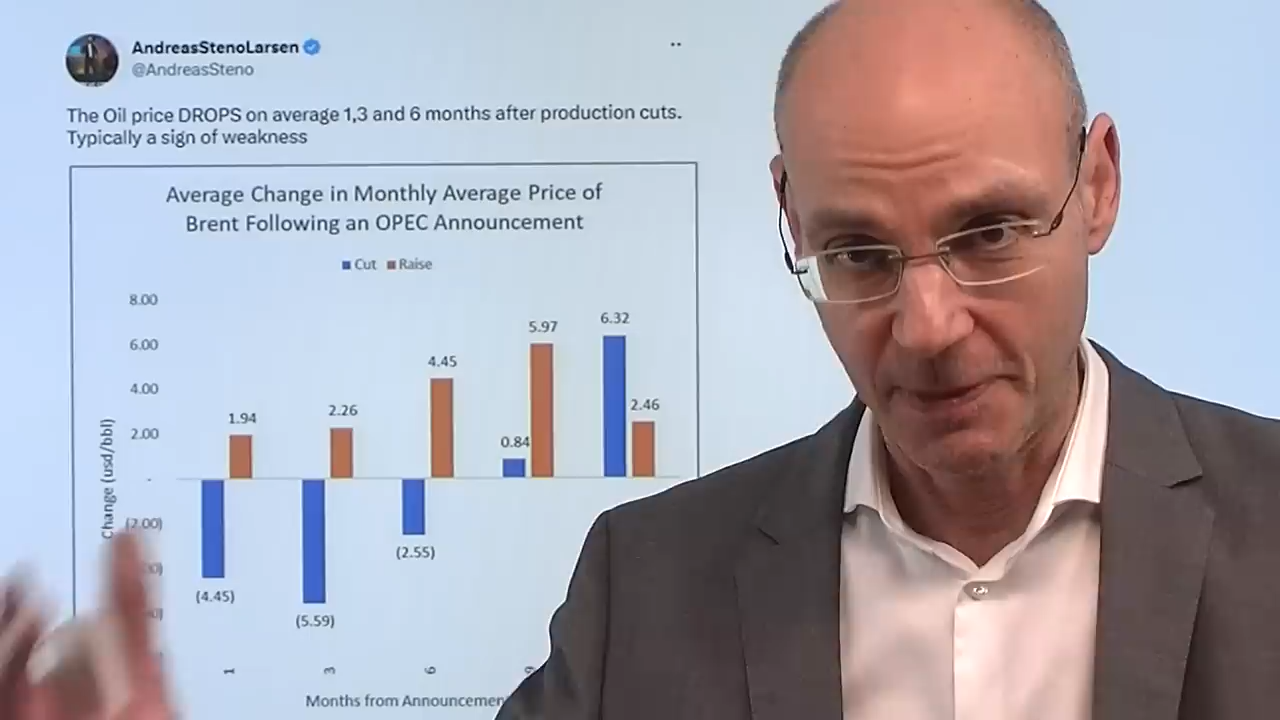 AndreasStenoLarsen
@AndreasSteno
The Oil price DROPS on average 1,3 and 6 months after production cuts.
Typically a sign of weakness
Average Change in Monthly Average Price of
Brent Following an OPEC Announcement
Cut Raise
8.00
6.00
4.00
2.00
-
(2.00)
Change (usd/bbl)
1.94
2.26
4.45
0.84
5.97
6.32
2.46
(4.45)
(5.59)
(2.55)
1 3 6 9
Months from